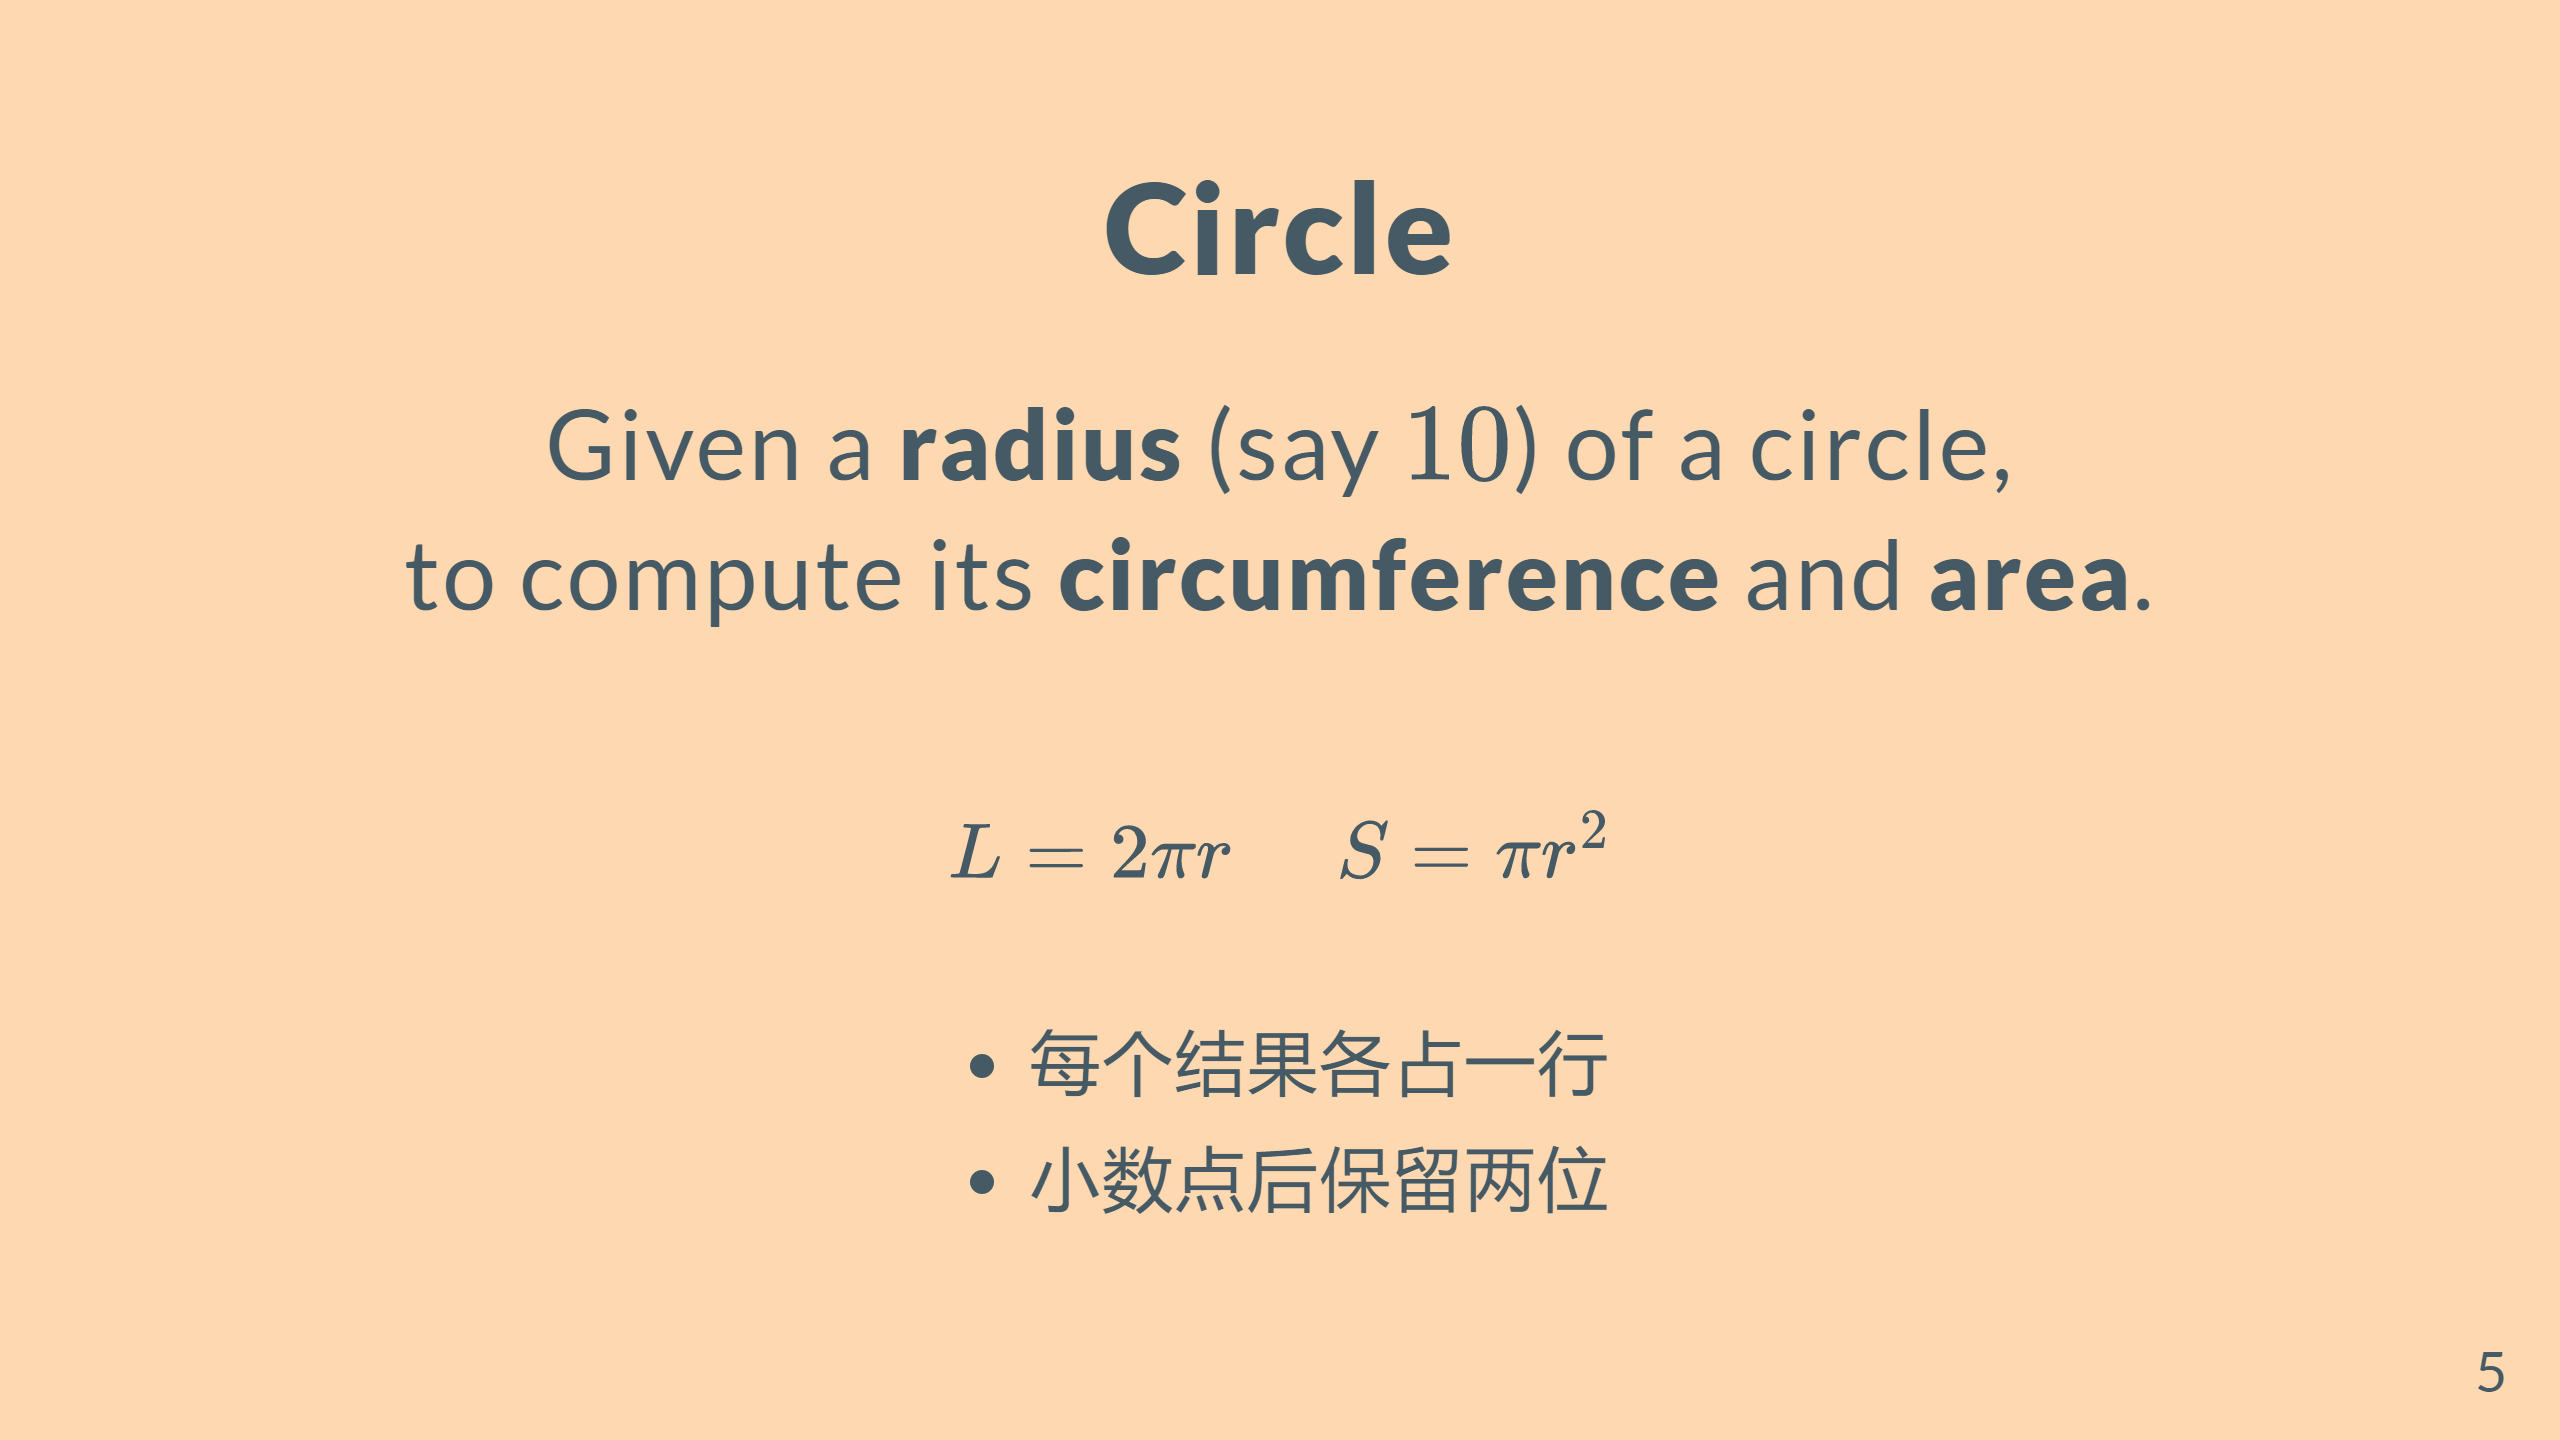 Circle
Given a radius (say 10) of a circle,
to compute its circumference and area.
L = 2πr S = πr²
• 每个结果各占一行
• 小数点后保留两位
5